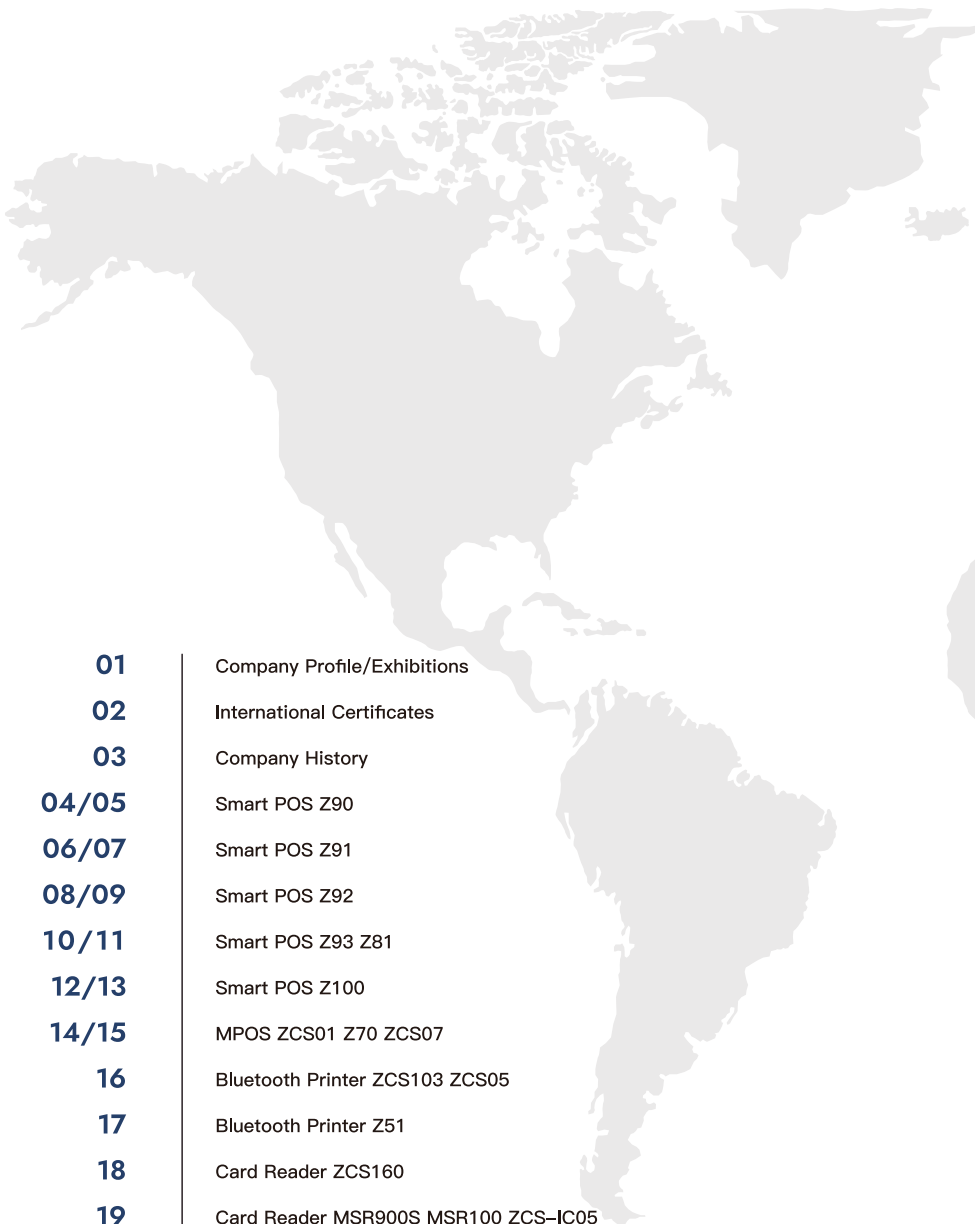 01 Company Profile/Exhibitions
02 International Certificates
03 Company History
04/05 Smart POS Z90
06/07 Smart POS Z91
08/09 Smart POS Z92
10/11 Smart POS Z93 Z81
12/13 Smart POS Z100
14/15 MPOS ZCS01 Z70 ZCS07
16 Bluetooth Printer ZCS103 ZCS05
17 Bluetooth Printer Z51
18 Card Reader ZCS160
19 Card Reader MSR900S MSR100 ZCS-IC05